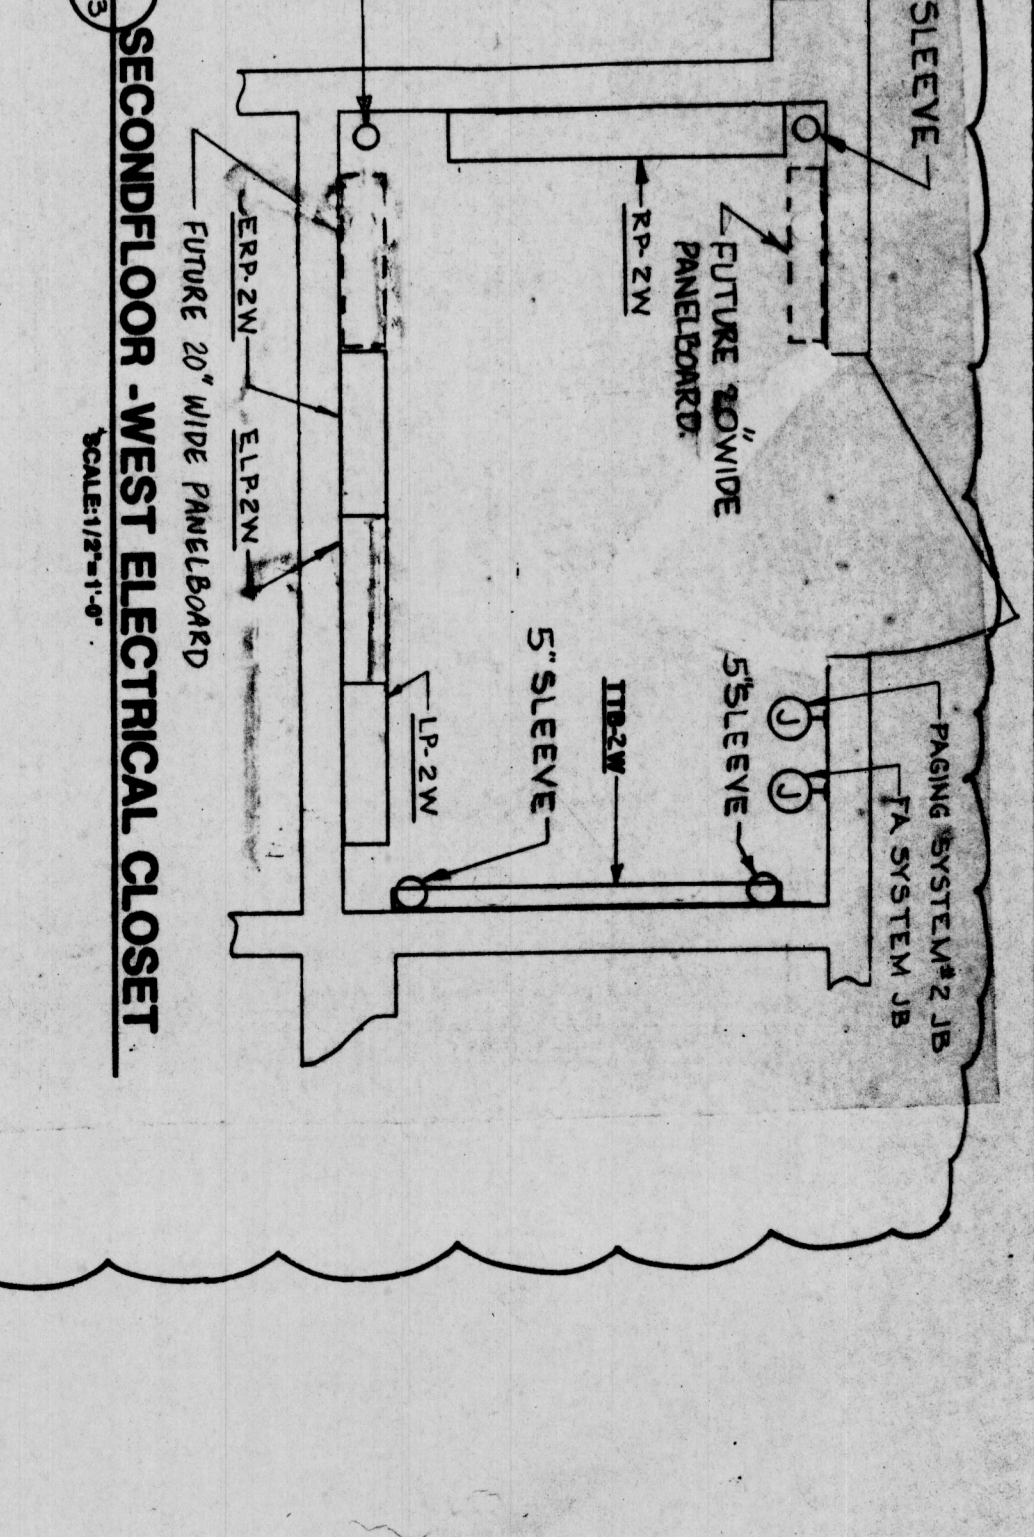 SLEEVE
PAGING SYSTEM #2 JB
FA SYSTEM JB
FUTURE 20" WIDE
PANELBOARD.
RP-2W
5" SLEEVE
TTB-2W
5" SLEEVE
LP-2W
ERP-2W
ELP-2W
FUTURE 20" WIDE PANELBOARD
J
J
3
SECOND FLOOR - WEST ELECTRICAL CLOSET
SCALE: 1/2"=1'-0"